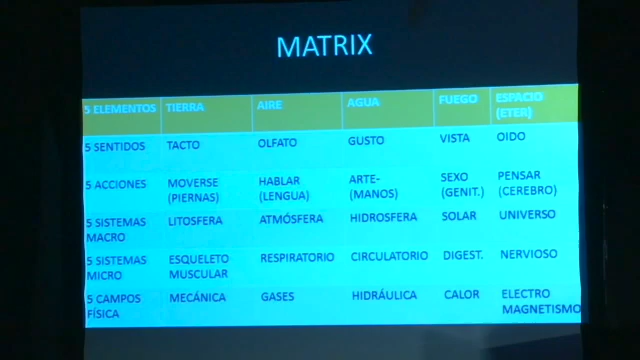 MATRIX
5 ELEMENTOS TIERRA AIRE AGUA FUEGO ESPACIO
(ETER)
5 SENTIDOS TACTO OLFATO GUSTO VISTA OIDO
5 ACCIONES MOVERSE HABLAR ARTE- SEXO PENSAR
(PIERNAS) (LENGUA) (MANOS) (GENIT.) (CEREBRO)
5 SISTEMAS LITOSFERA ATMÓSFERA HIDROSFERA SOLAR UNIVERSO
MACRO
5 SISTEMAS ESQUELETO RESPIRATORIO CIRCULATORIO DIGEST. NERVIOSO
MICRO MUSCULAR
5 CAMPOS MECÁNICA GASES HIDRÁULICA CALOR ELECTRO
FÍSICA MAGNETISMO